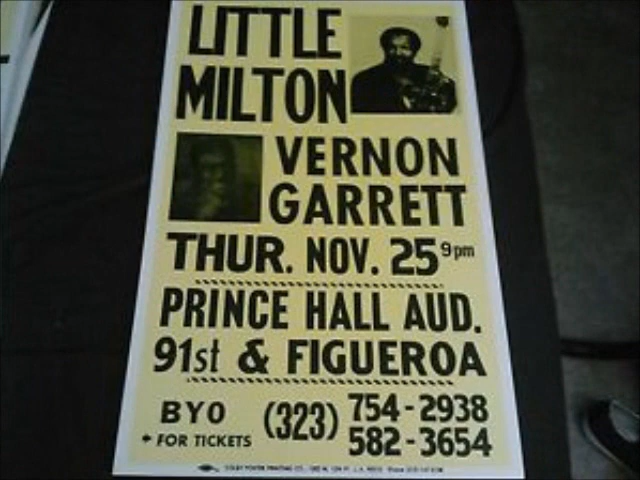 LITTLE
MILTON
VERNON
GARRETT
THUR. NOV. 25 9pm
PRINCE HALL AUD.
91st & FIGUEROA
BYO (323) 754-2938
FOR TICKETS 582-3654